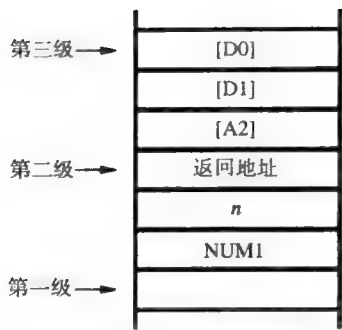 第三级 [D0]
[D1]
[A2]
第二级 返回地址
n
NUM1
第一级